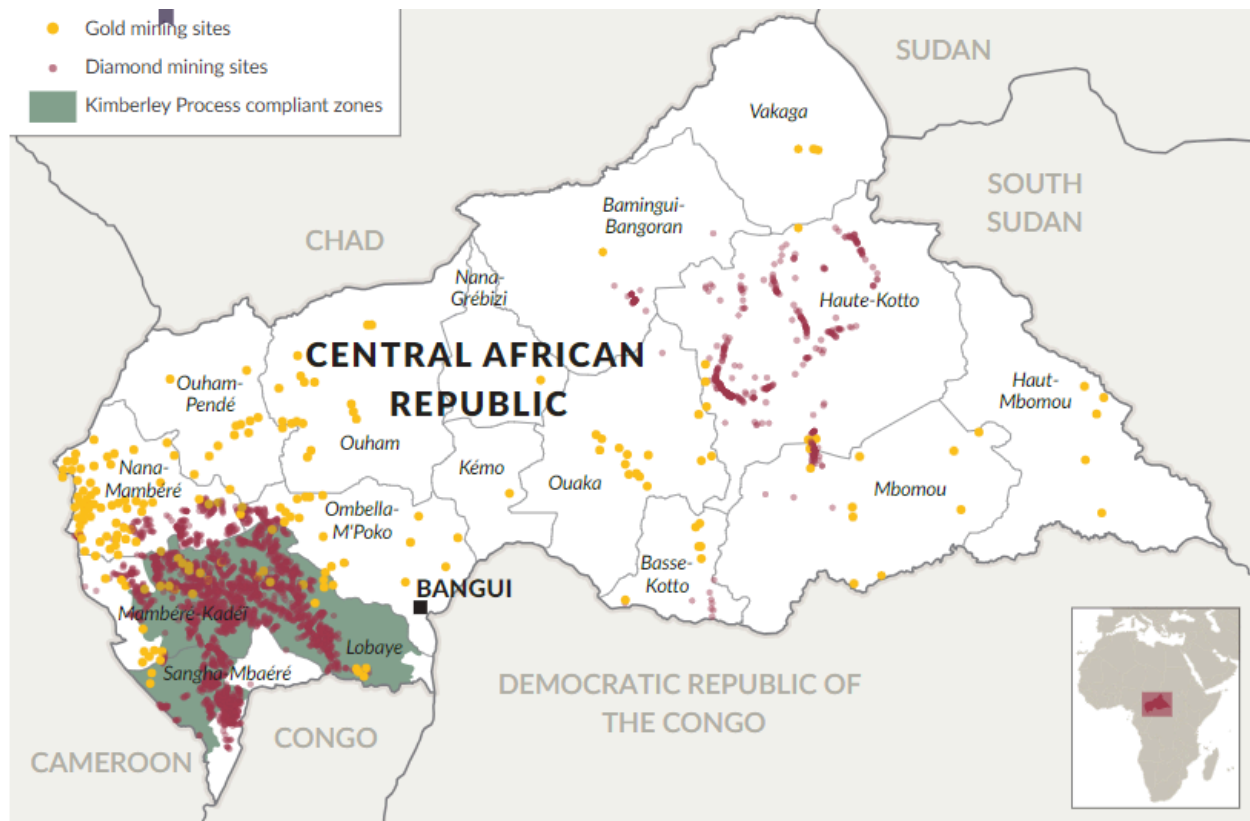 Gold mining sites
Diamond mining sites
Kimberley Process compliant zones
SUDAN
Vakaga
SOUTH
SUDAN
Bamingui-
Bangoran
CHAD
Nana-
Grébizi
Haute-Kotto
CENTRAL AFRICAN
REPUBLIC
Ouham-
Pendé
Haut-
Mbomou
Ouham
Nana-
Mambéré
Kémo
Ouaka
Mbomou
Ombella-
M'Poko
Basse-
Kotto
BANGUI
Mambéré-Kadéï
Lobaye
Sangha-Mbaéré
DEMOCRATIC REPUBLIC OF
THE CONGO
CONGO
CAMEROON